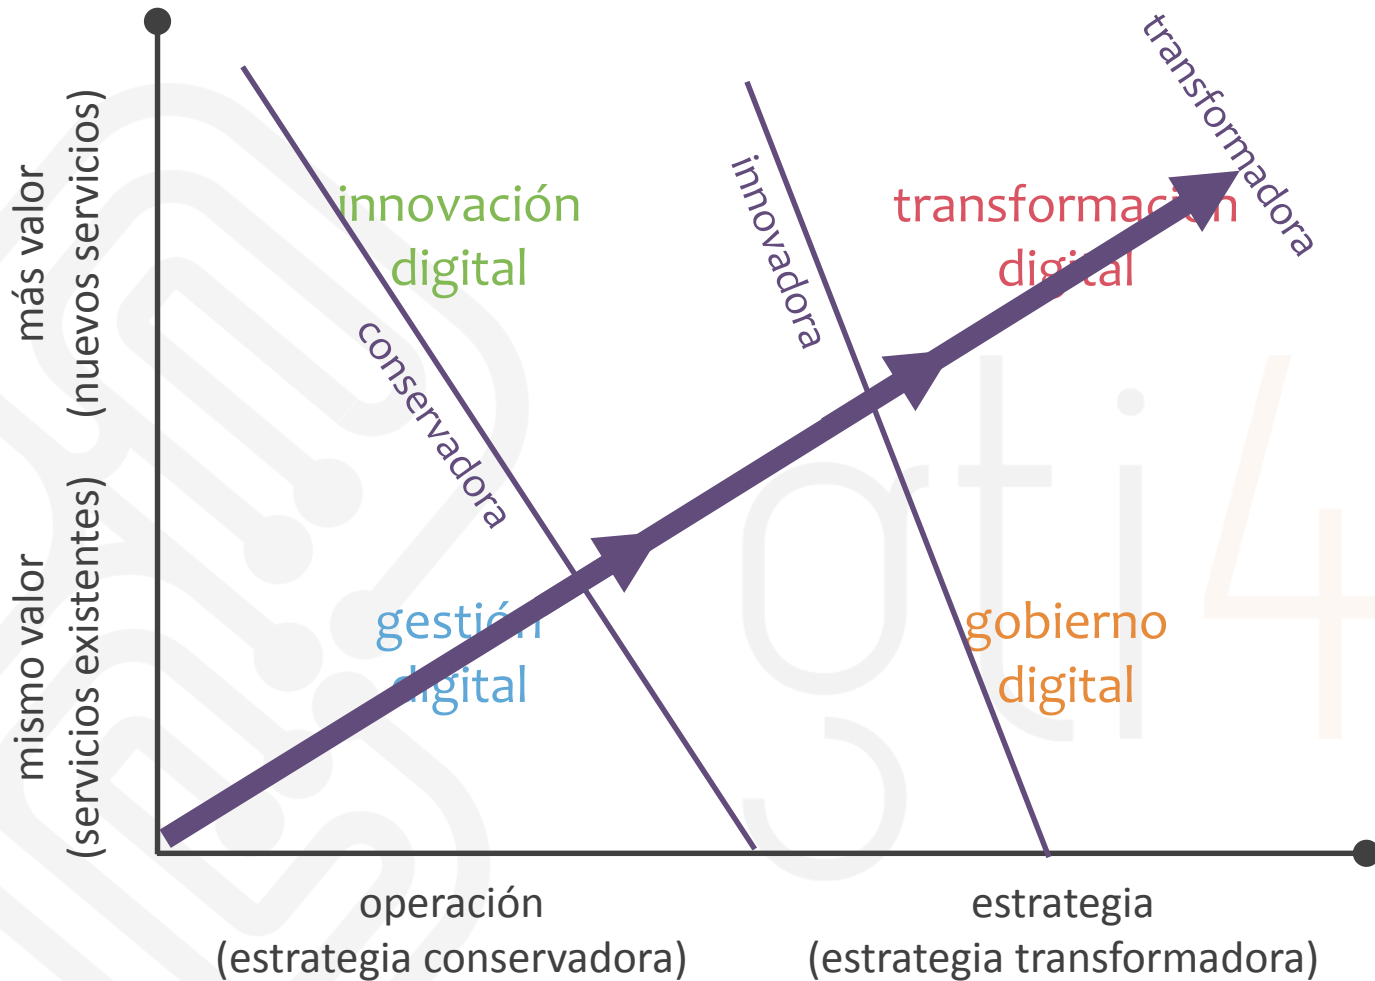 transformadora
más valor
(nuevos servicios)
innovación
digital
innovadora
transformación
digital
conservadora
mismo valor
(servicios existentes)
gestión
digital
gobierno
digital
gti4
operación
(estrategia conservadora)
estrategia
(estrategia transformadora)